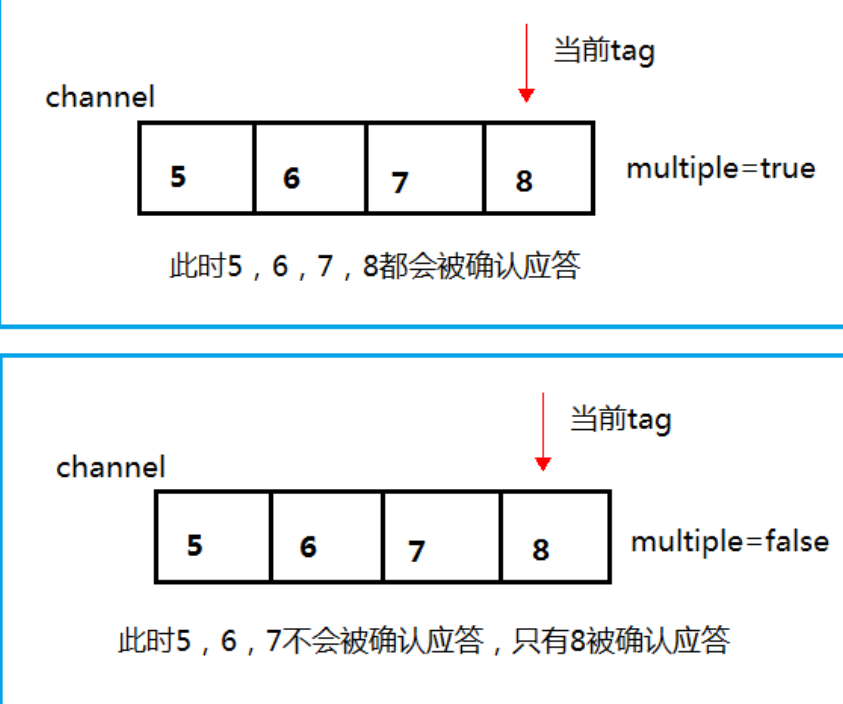 当前tag
channel
5 6 7 8
multiple=true
此时5，6，7，8都会被确认应答
当前tag
channel
5 6 7 8
multiple=false
此时5，6，7不会被确认应答，只有8被确认应答